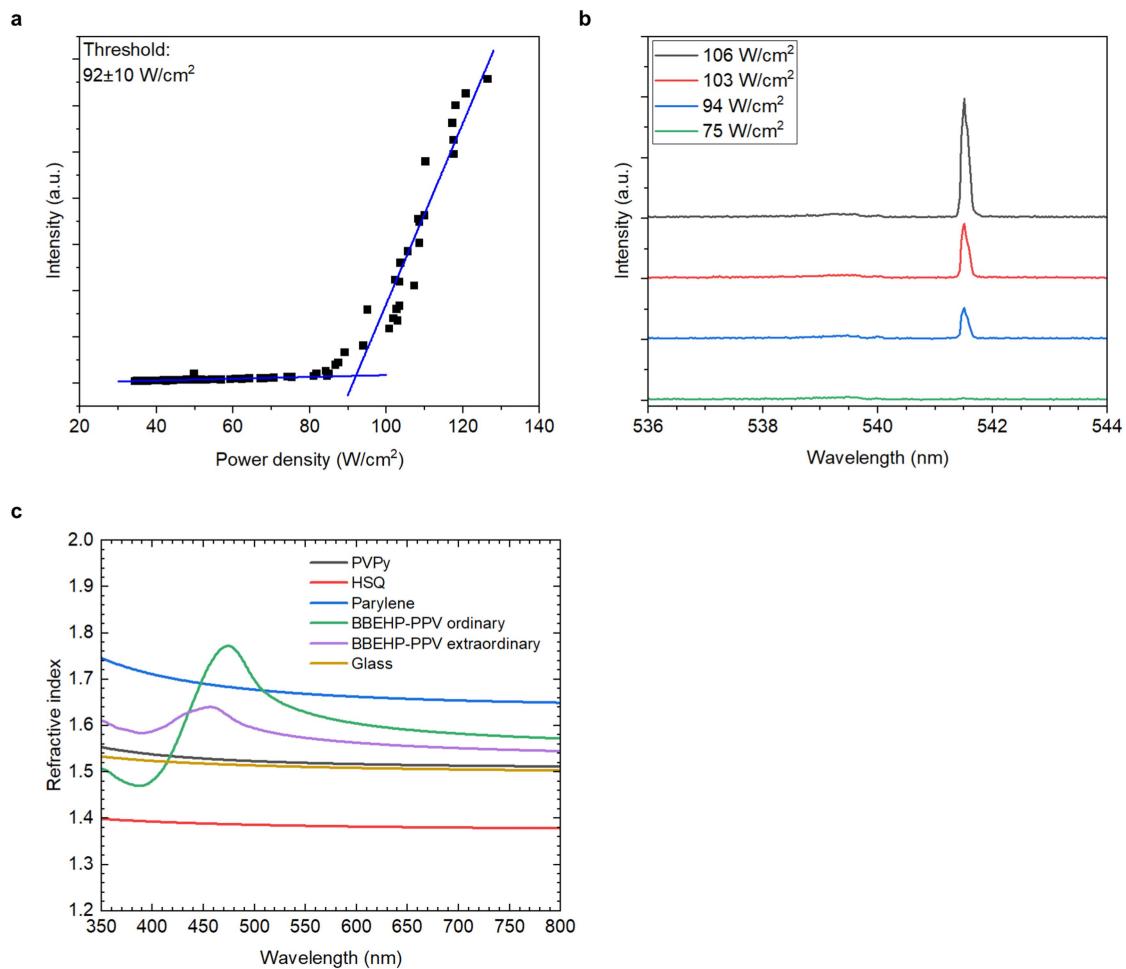 a
Threshold:
92±10 W/cm²
Intensity (a.u.)
20 40 60 80 100 120 140
Power density (W/cm²)
b
106 W/cm²
103 W/cm²
94 W/cm²
75 W/cm²
Intensity (a.u.)
536 538 540 542 544
Wavelength (nm)
c
2.0
1.9
1.8
1.7
1.6
1.5
1.4
1.3
1.2
Refractive index
PVPy
HSQ
Parylene
BBEHP-PPV ordinary
BBEHP-PPV extraordinary
Glass
350 400 450 500 550 600 650 700 750 800
Wavelength (nm)